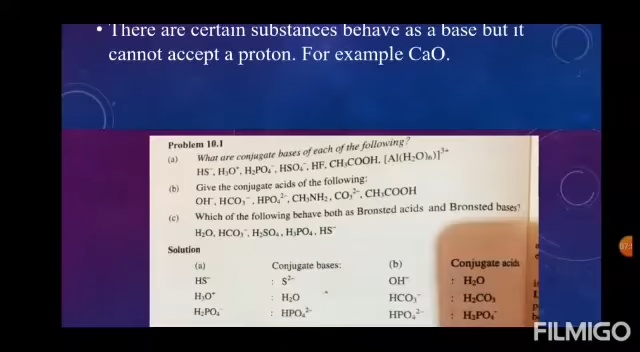 • There are certain substances behave as a base but it
cannot accept a proton. For example CaO.
Problem 10.1
(a) What are conjugate bases of each of the following?
HS⁻, H₃O⁺, H₂PO₄⁻, HSO₄⁻, HF, CH₃COOH, [Al(H₂O)₆)]³⁺
(b) Give the conjugate acids of the following:
OH⁻, HCO₃⁻, HPO₄²⁻, CH₃NH₂, CO₃²⁻, CH₃COOH
(c) Which of the following behave both as Bronsted acids and Bronsted bases?
H₂O, HCO₃⁻, H₂SO₄, H₃PO₄, HS⁻
Solution
(a) Conjugate bases: (b) Conjugate acids
HS⁻ : S²⁻ OH⁻ : H₂O
H₃O⁺ : H₂O HCO₃⁻ : H₂CO₃
H₂PO₄⁻ : HPO₄²⁻ HPO₄²⁻ : H₂PO₄⁻
FILMIGO